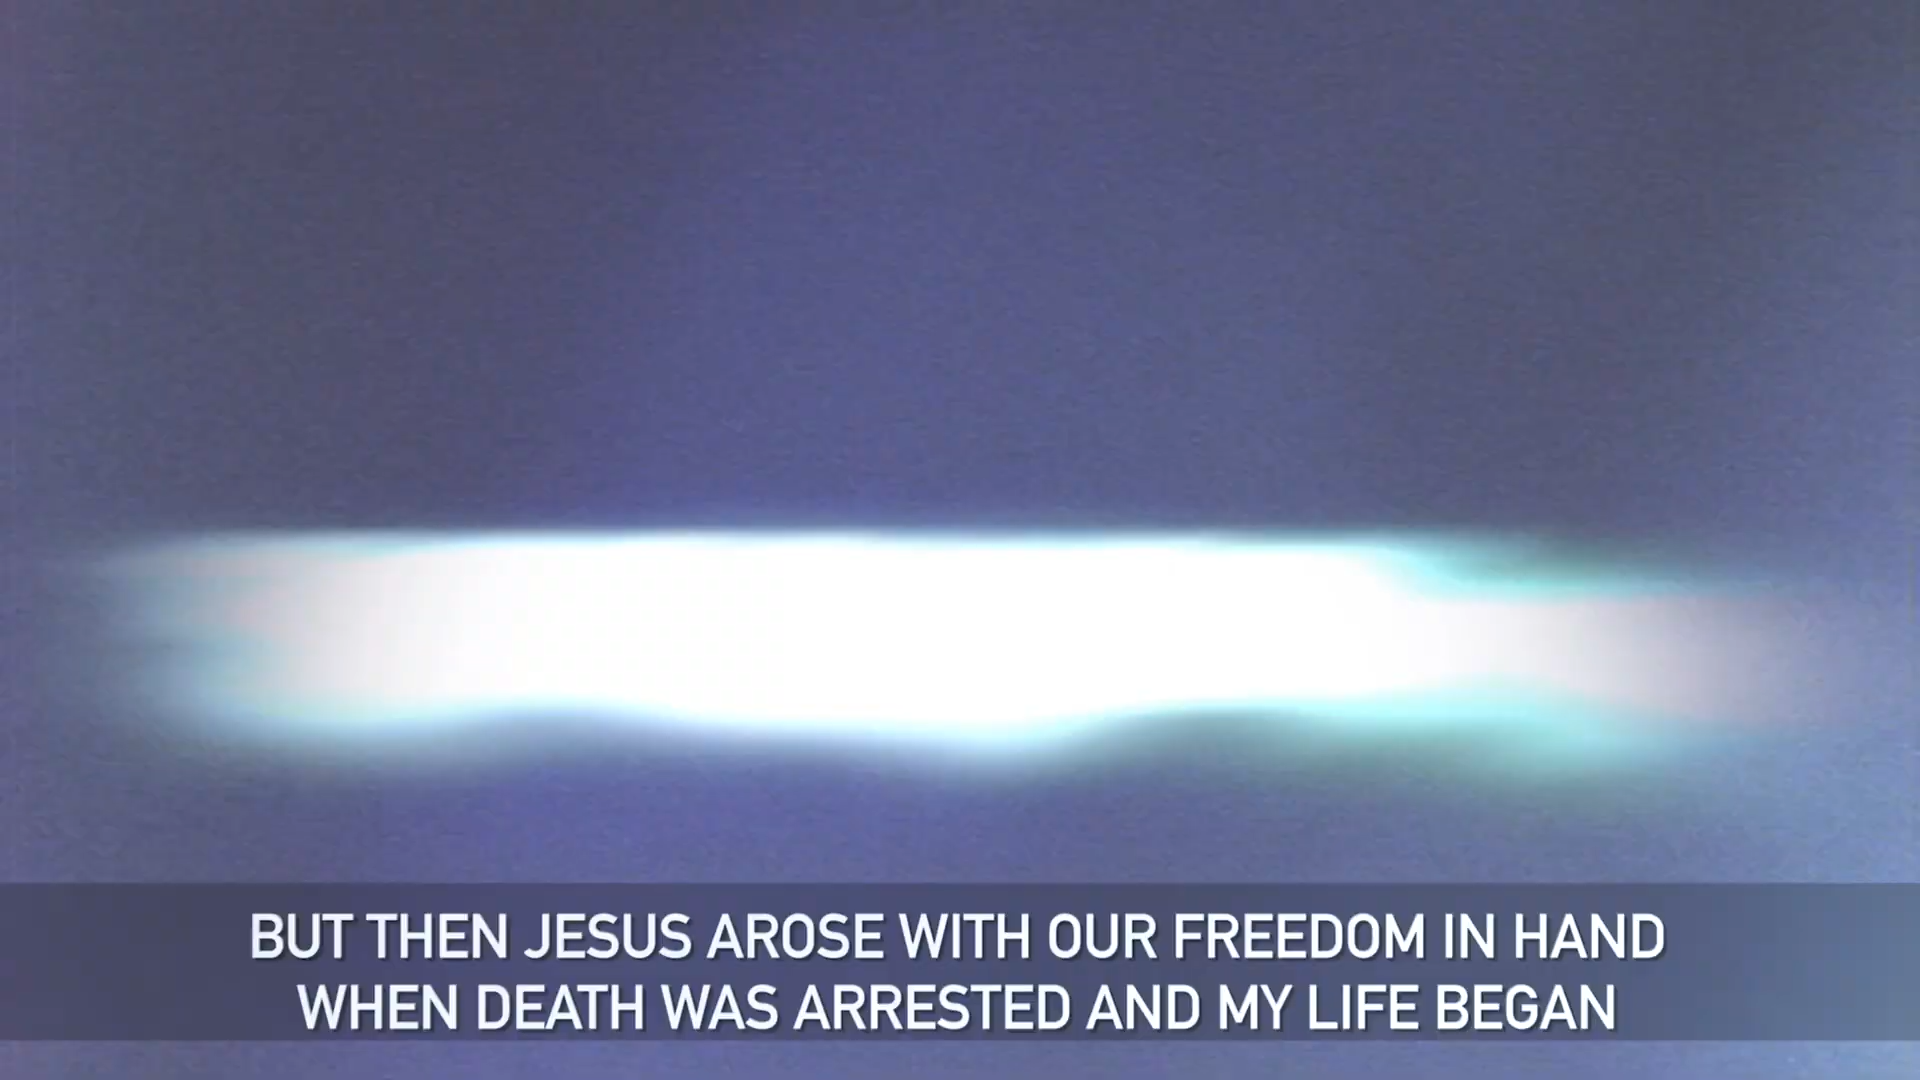 BUT THEN JESUS AROSE WITH OUR FREEDOM IN HAND
WHEN DEATH WAS ARRESTED AND MY LIFE BEGAN